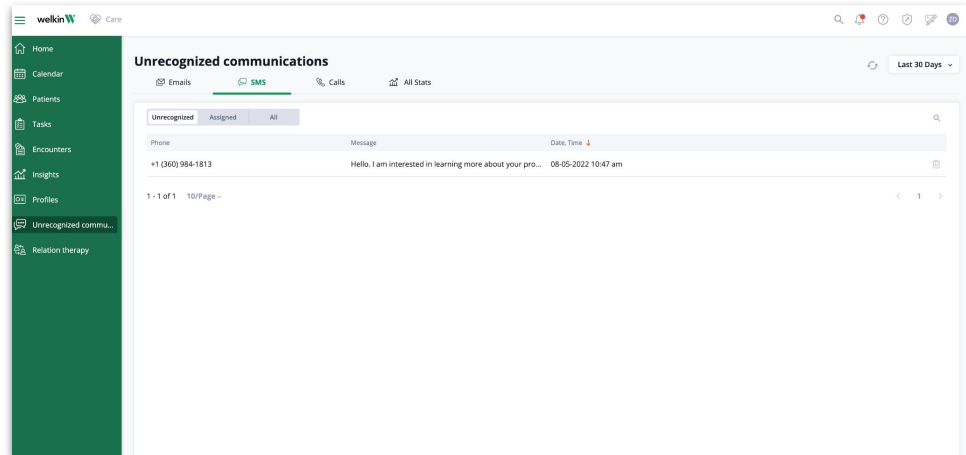 welkin Care
ZD
Home
Calendar
Patients
Tasks
Encounters
Insights
Profiles
Unrecognized commu...
Relation therapy
Unrecognized communications
Last 30 Days
Emails SMS Calls All Stats
Unrecognized Assigned All
Phone Message Date, Time ↓
+1 (360) 984-1813 Hello. I am interested in learning more about your pro... 08-05-2022 10:47 am
1 - 1 of 1 10/Page < 1 >